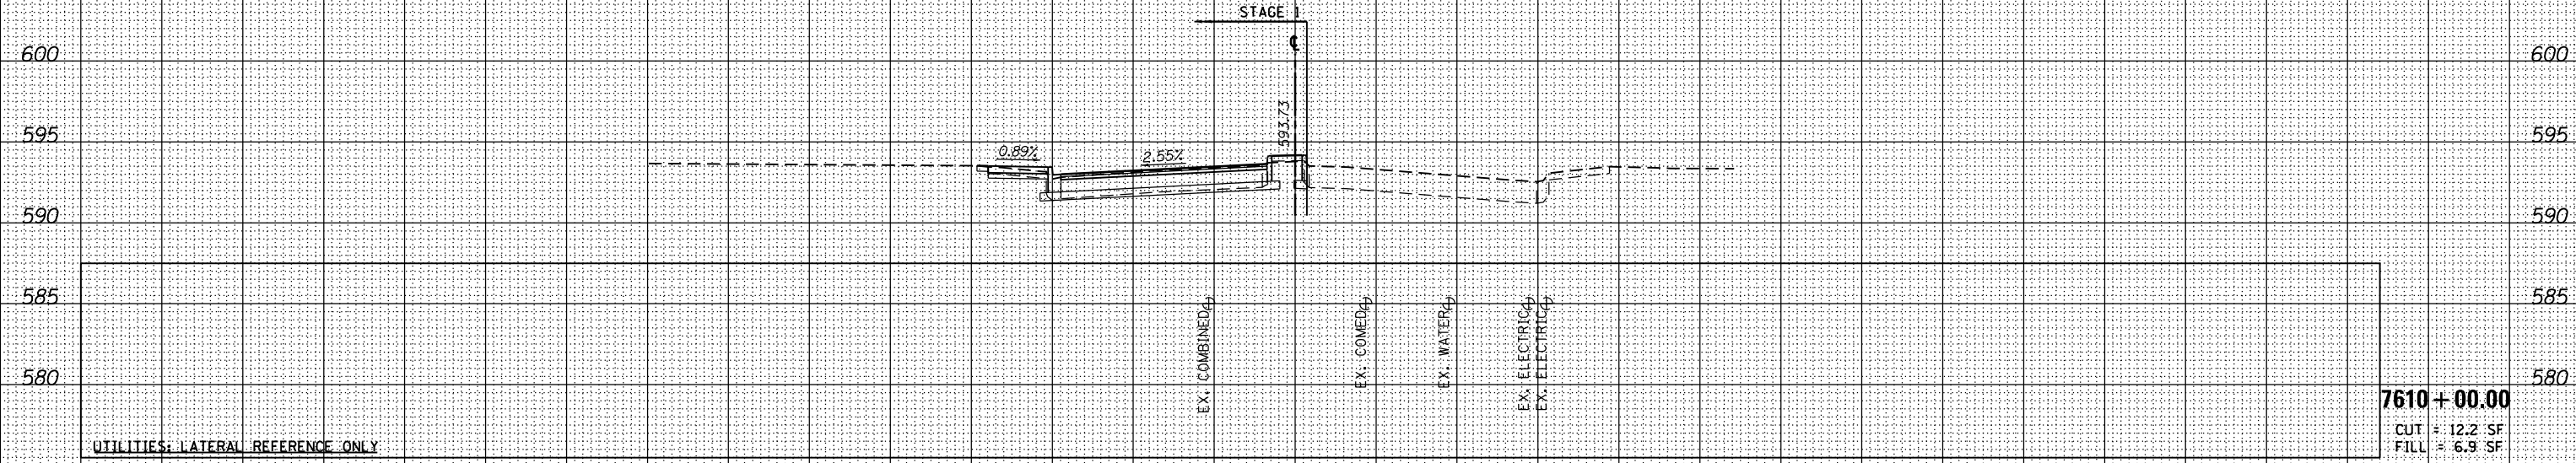 STAGE 1
℄
600
600
593.73
595
595
0.89%
2.55%
590
590
585
585
EX. COMBINED
EX. COMED
EX. WATER
EX. ELECTRIC
EX. ELECTRIC
580
580
7610+00.00
CUT = 12.2 SF
FILL = 6.9 SF
UTILITIES: LATERAL REFERENCE ONLY